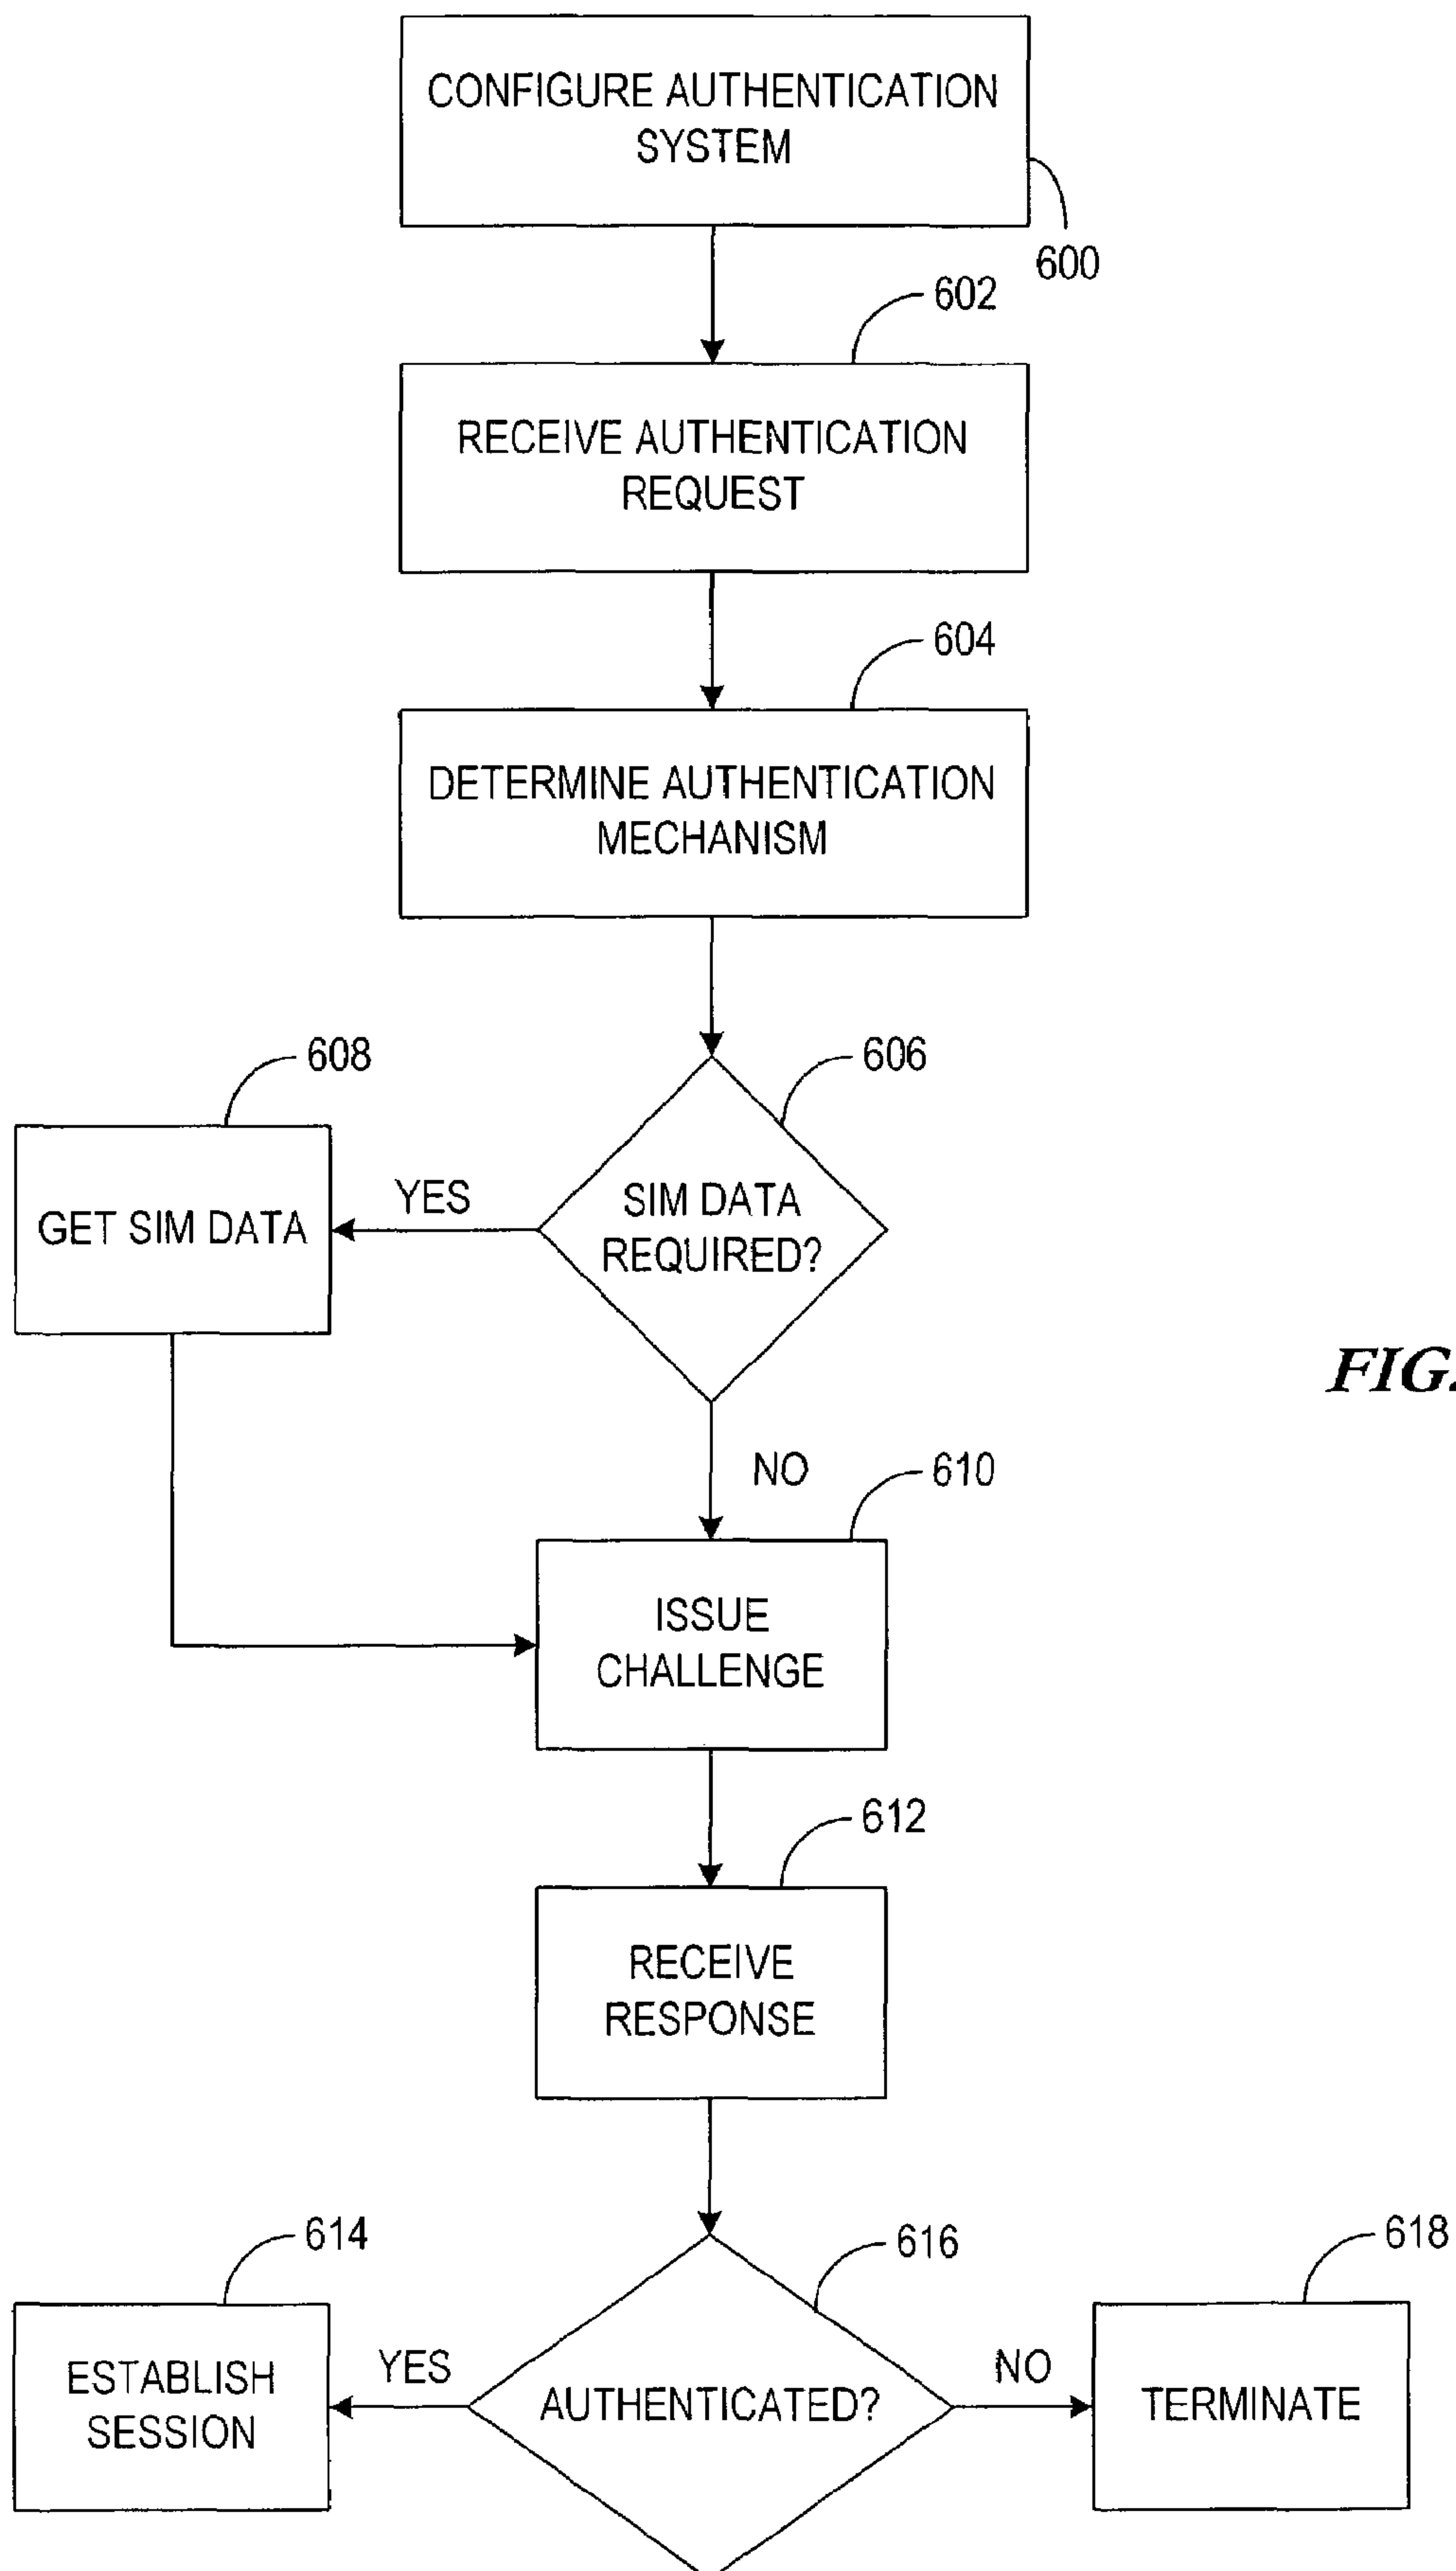 CONFIGURE AUTHENTICATION
SYSTEM
600
602
RECEIVE AUTHENTICATION
REQUEST
604
DETERMINE AUTHENTICATION
MECHANISM
608
606
GET SIM DATA
YES
SIM DATA
REQUIRED?
FIG.
NO
610
ISSUE
CHALLENGE
612
RECEIVE
RESPONSE
614
616
618
ESTABLISH
SESSION
YES
AUTHENTICATED?
NO
TERMINATE